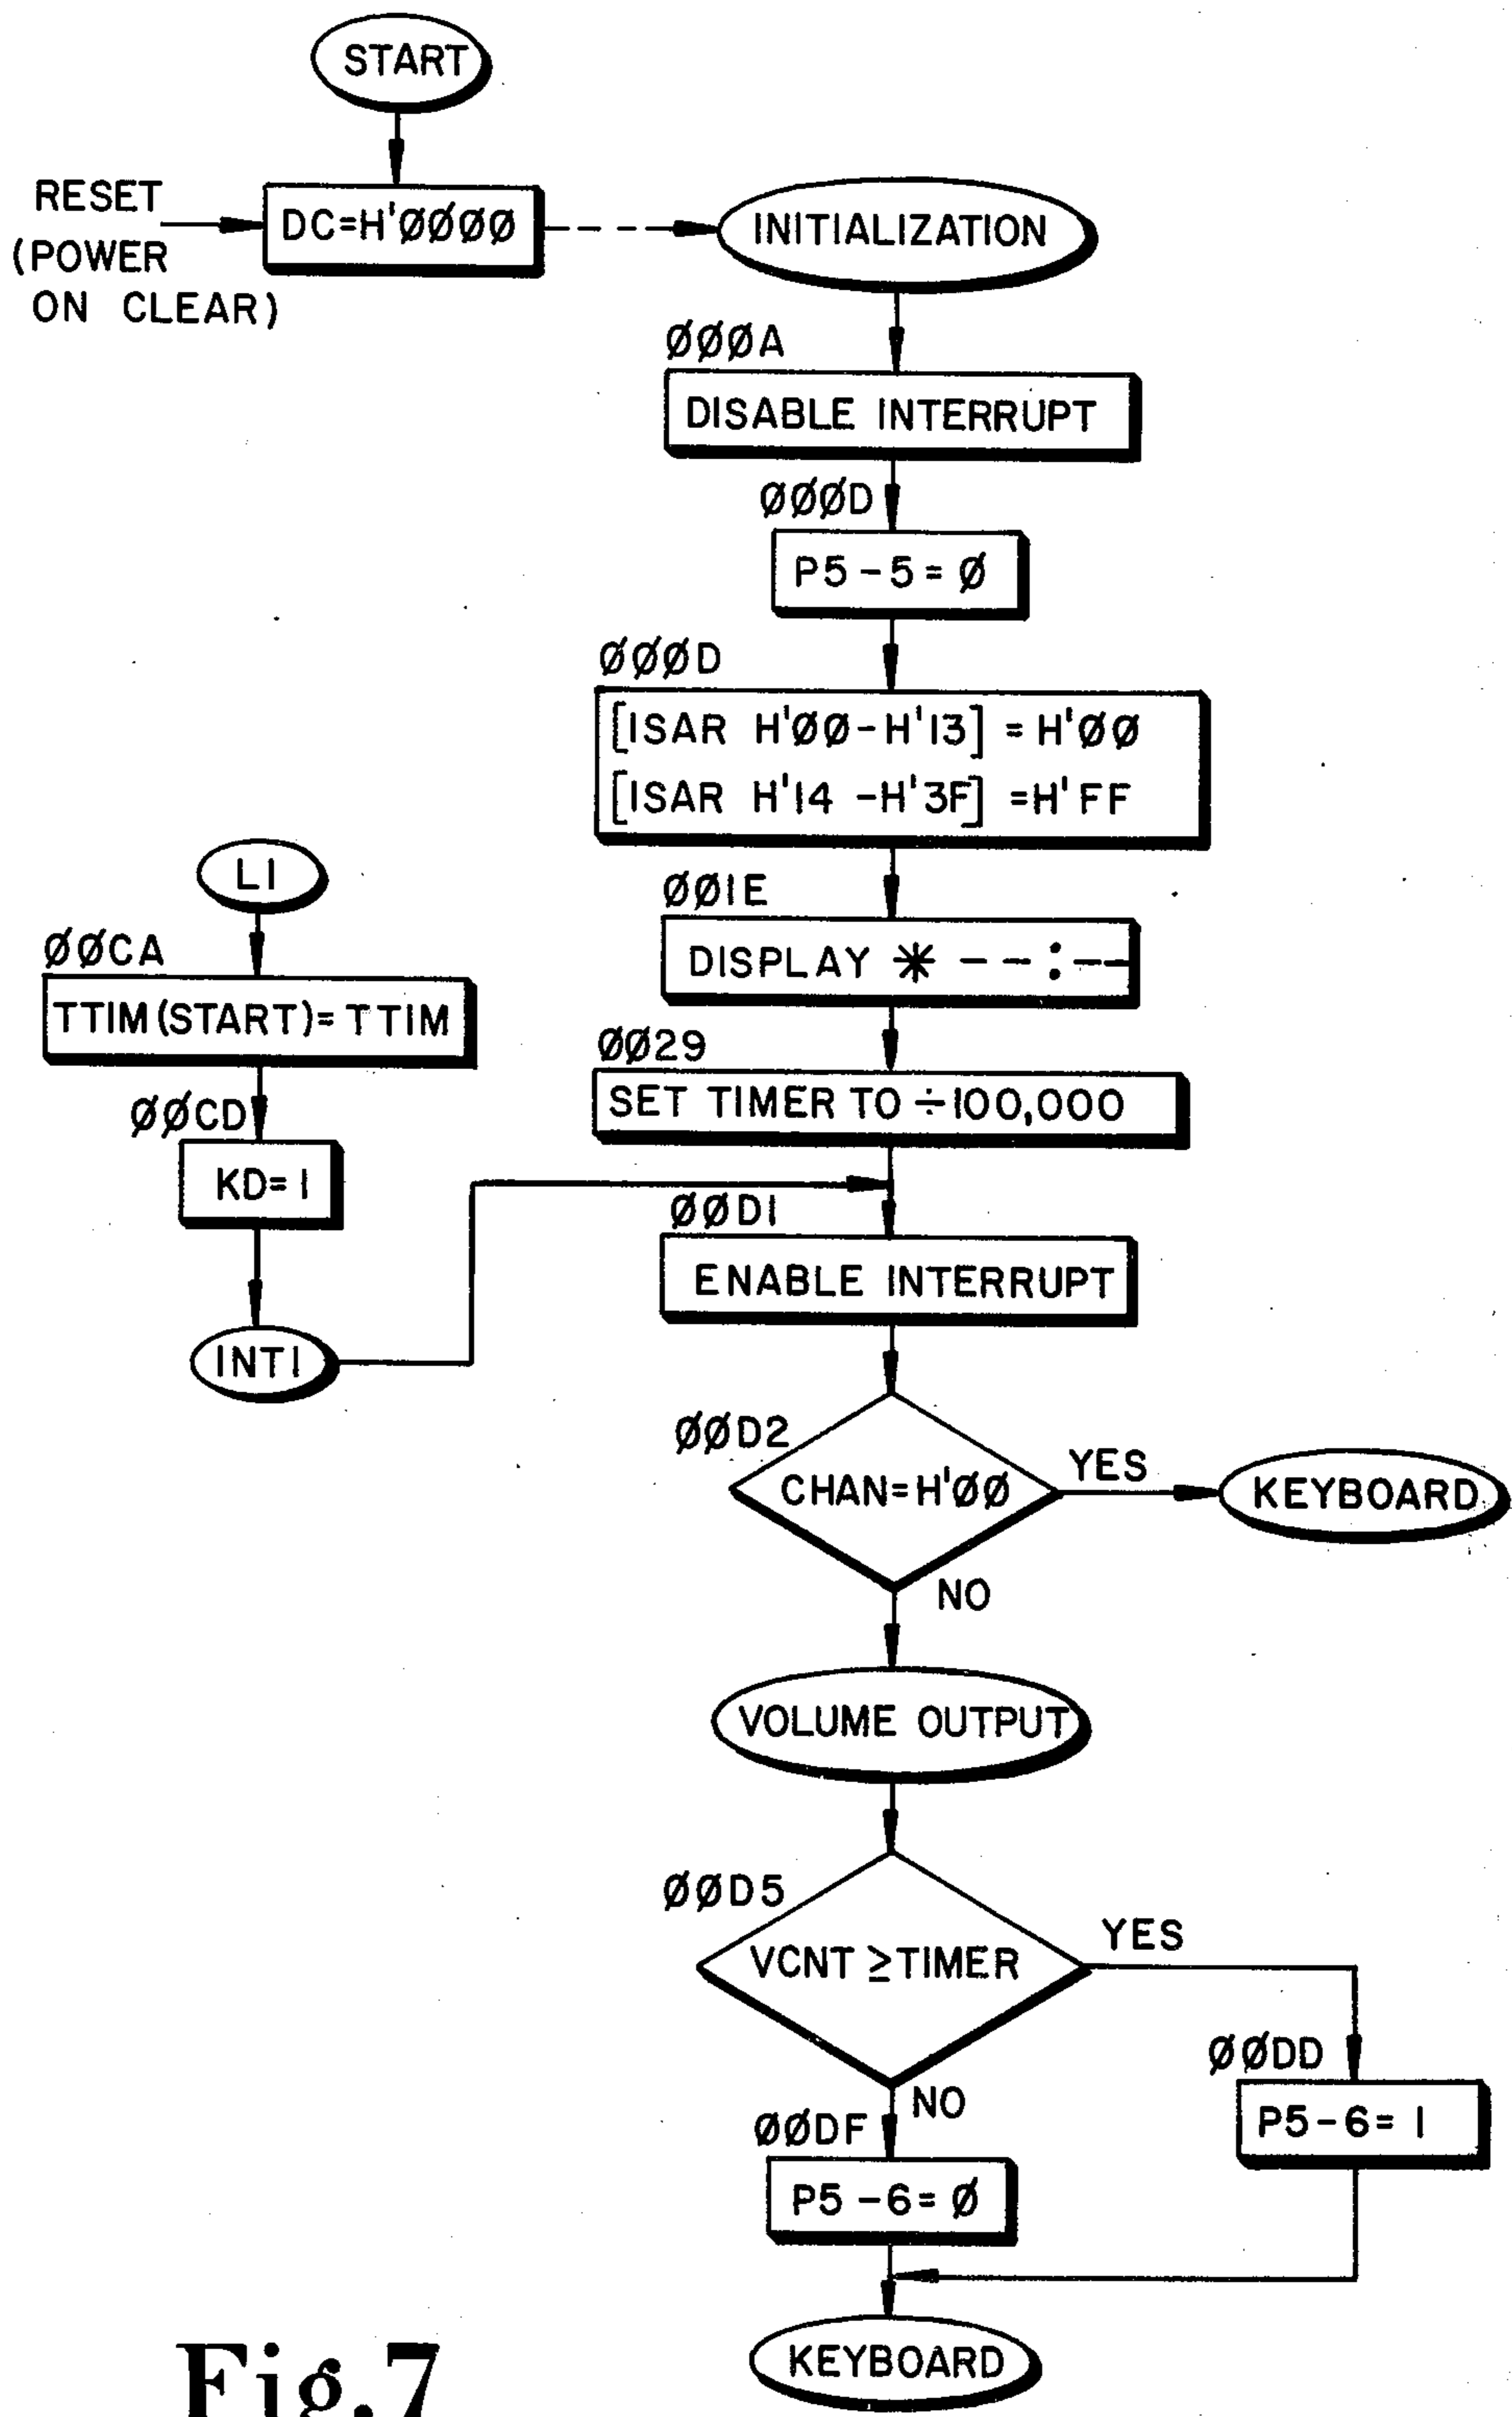 START
RESET
(POWER
ON CLEAR)
DC=H'ØØØØ
INITIALIZATION
ØØØA
DISABLE INTERRUPT
ØØØD
P5-5=Ø
ØØØD
[ISAR H'ØØ-H'13] =H'ØØ
[ISAR H'14 -H'3F] =H'FF
ØØ1E
DISPLAY * --:--
ØØ29
SET TIMER TO ÷100,000
L1
ØØCA
TTIM(START)=TTIM
ØØCD
KD=1
INT1
ØØD1
ENABLE INTERRUPT
ØØD2
CHAN=H'ØØ
YES
KEYBOARD
NO
VOLUME OUTPUT
ØØD5
VCNT ≥TIMER
YES
ØØDD
P5-6=1
NO
ØØDF
P5-6=Ø
KEYBOARD
Fig.7